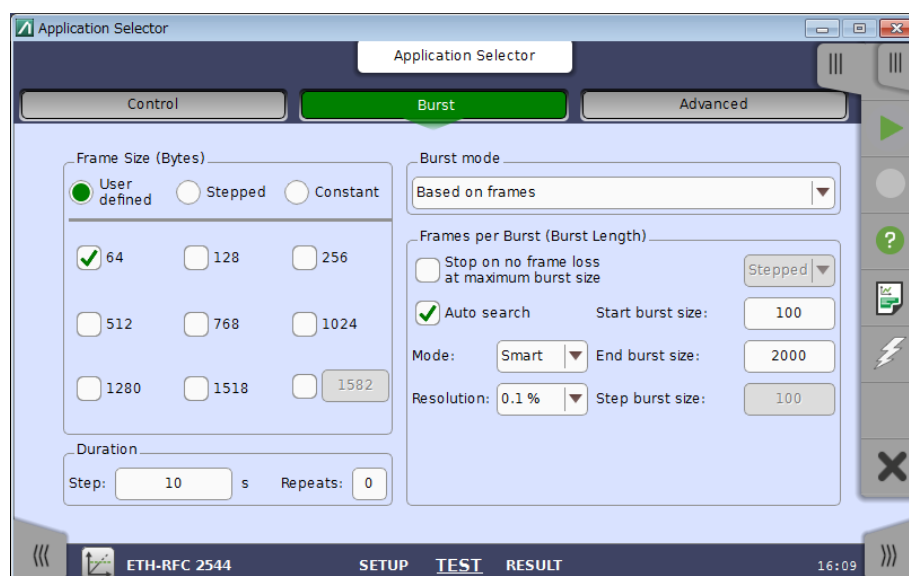 Application Selector
Application Selector
Control Burst Advanced
Frame Size (Bytes)
User defined Stepped Constant
64 128 256
512 768 1024
1280 1518 1582
Duration
Step: 10 s Repeats: 0
Burst mode
Based on frames
Frames per Burst (Burst Length)
Stop on no frame loss
at maximum burst size Stepped
Auto search Start burst size: 100
Mode: Smart End burst size: 2000
Resolution: 0.1 % Step burst size: 100
ETH-RFC 2544 SETUP TEST RESULT 16:09